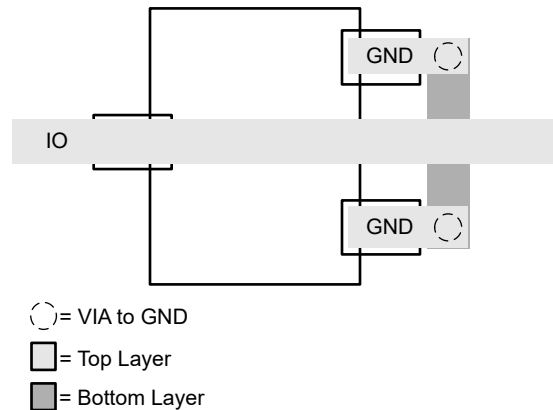 GND
IO
GND
= VIA to GND
= Top Layer
= Bottom Layer